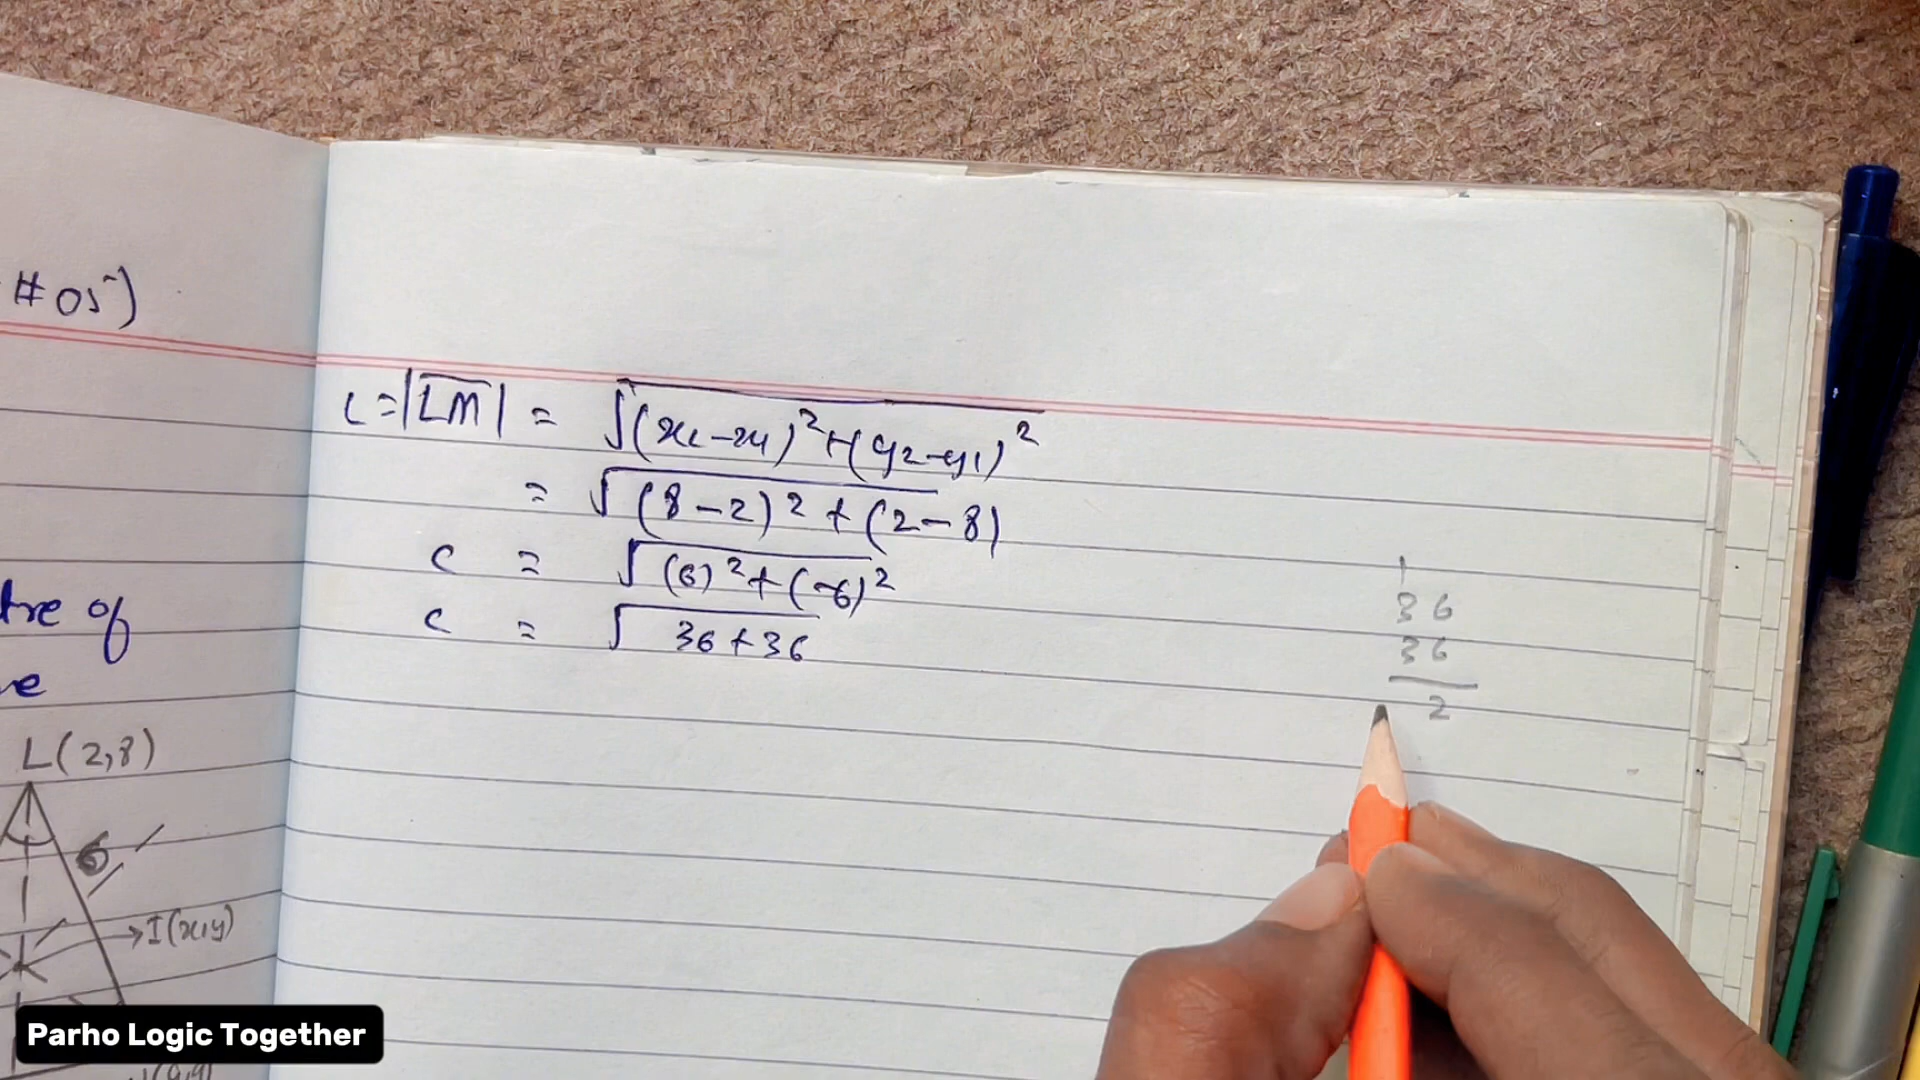 #05)
tre of
re
L(2,8)
6
→I(x,y)
c=|LM| = √(x₂-x₁)²+(y₂-y₁)²
= √(8-2)²+(2-8)
c = √(6)²+(-6)²
c = √36+36
1
36
36
2
Parho Logic Together